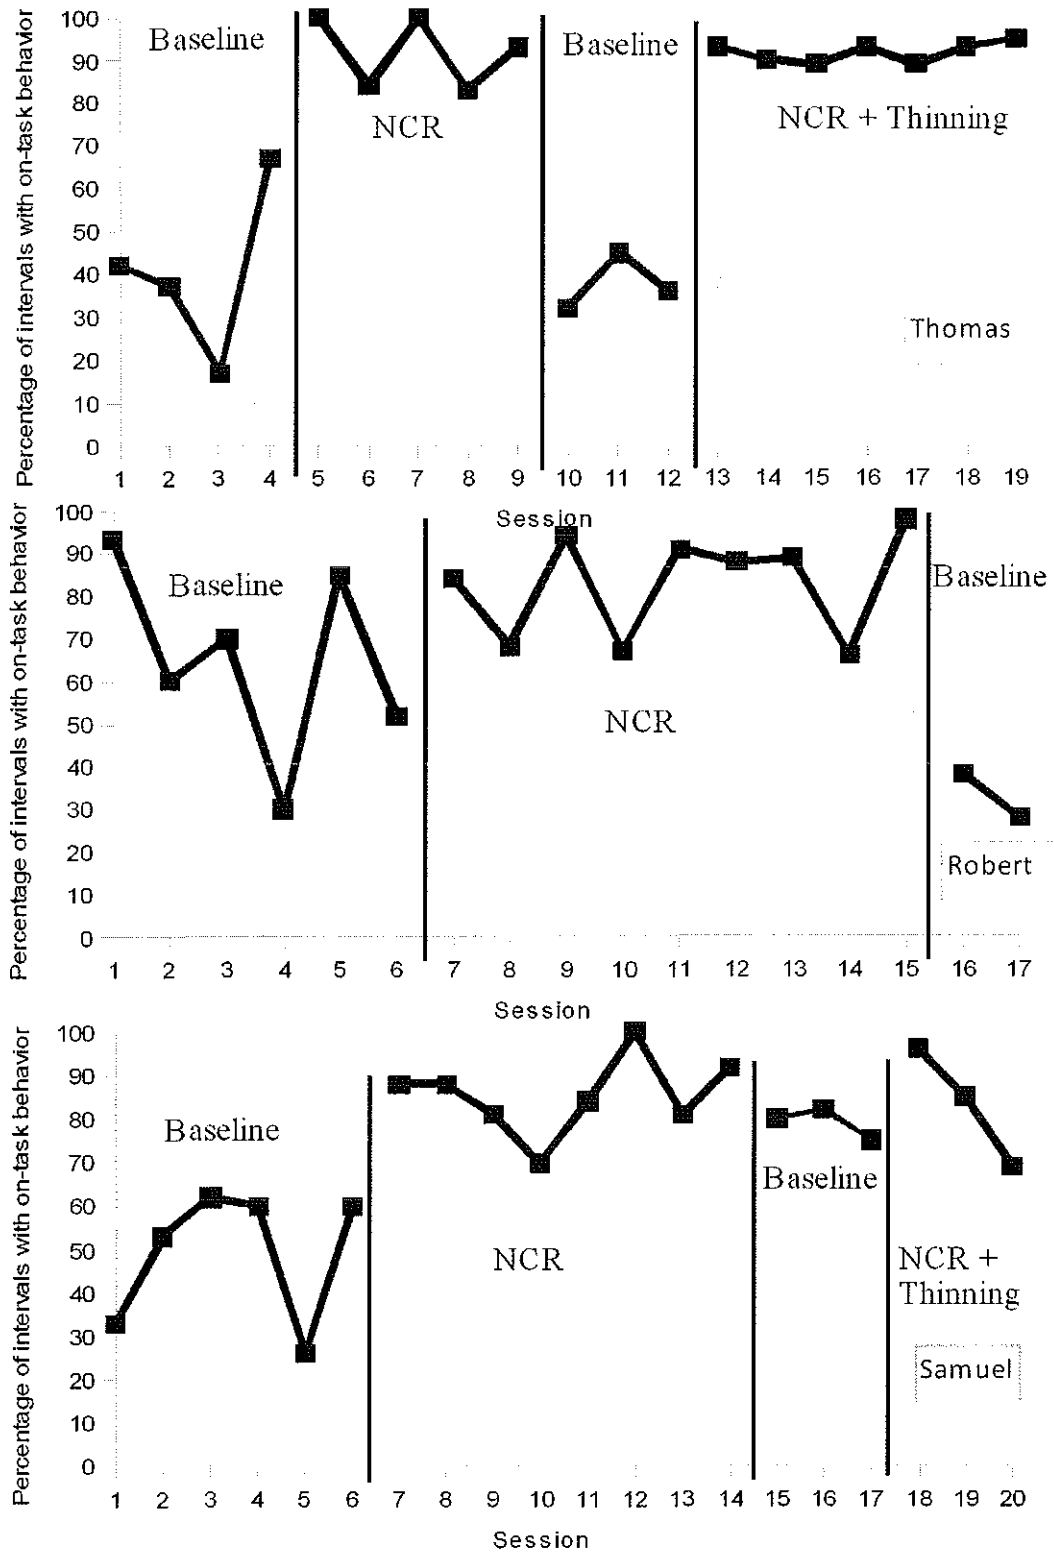 Percentage of intervals with on-task behavior
100
90
80
70
60
50
40
30
20
10
0
Baseline
NCR
Baseline
NCR + Thinning
Thomas
1 2 3 4 5 6 7 8 9 10 11 12 13 14 15 16 17 18 19
Session
Percentage of intervals with on-task behavior
100
90
80
70
60
50
40
30
20
10
0
Baseline
NCR
Baseline
Robert
1 2 3 4 5 6 7 8 9 10 11 12 13 14 15 16 17
Session
Percentage of intervals with on-task behavior
100
90
80
70
60
50
40
30
20
10
0
Baseline
NCR
Baseline
NCR +
Thinning
Samuel
1 2 3 4 5 6 7 8 9 10 11 12 13 14 15 16 17 18 19 20
Session